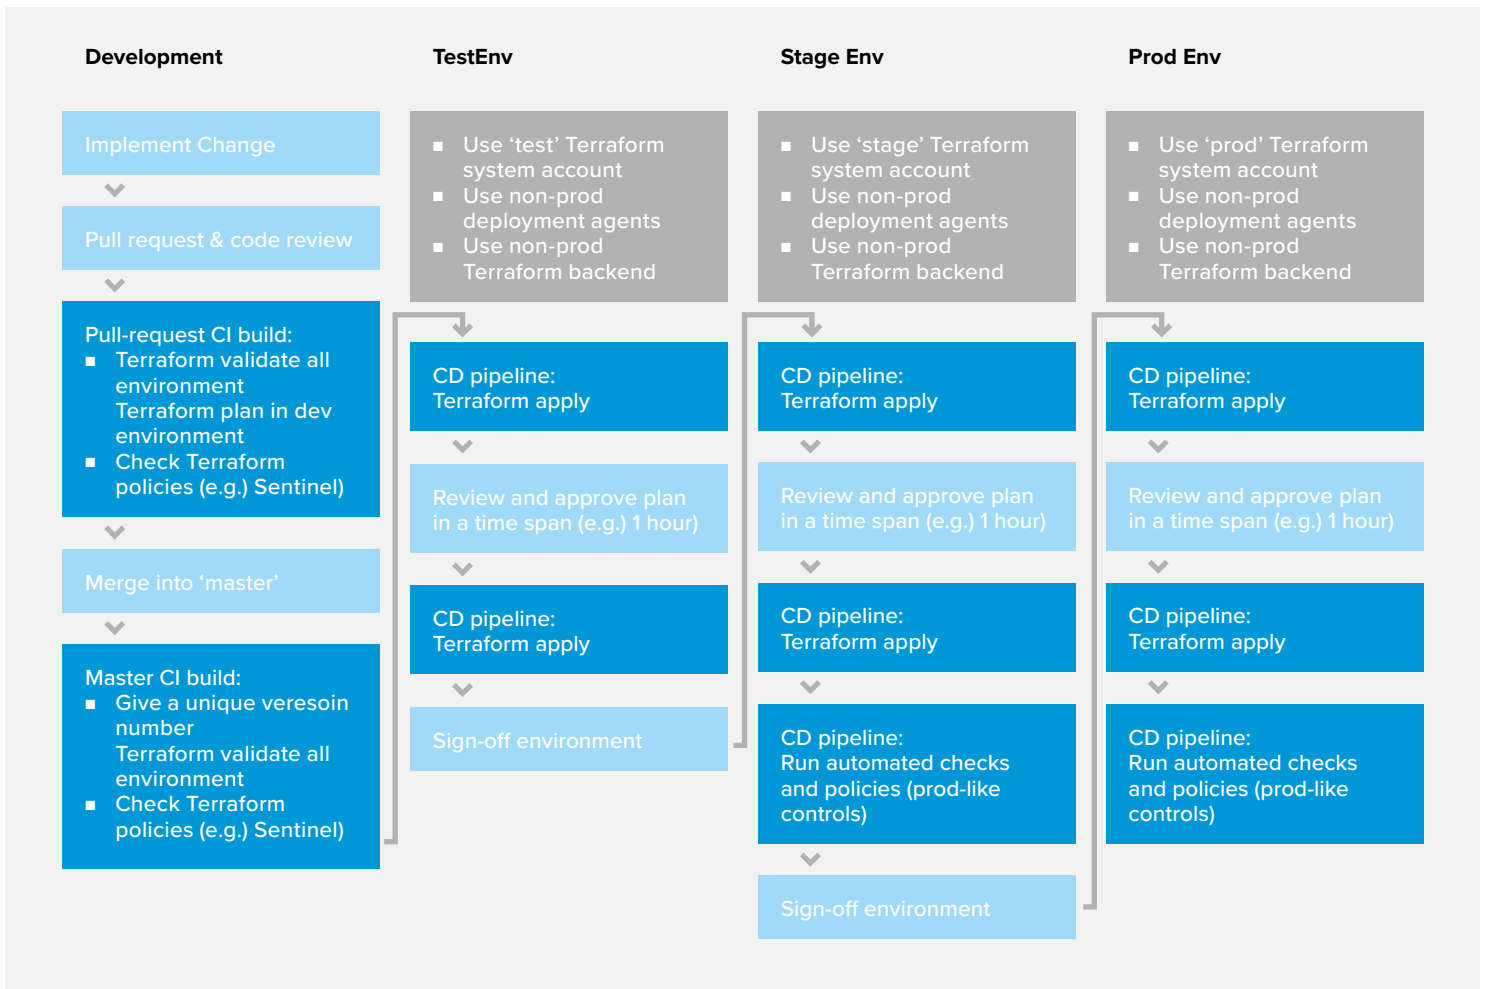 Development
Implement Change
Pull request & code review
Pull-request CI build:
■ Terraform validate all
environment
Terraform plan in dev
environment
■ Check Terraform
policies (e.g.) Sentinel)
Merge into ‘master’
Master CI build:
■ Give a unique veresoin
number
Terraform validate all
environment
■ Check Terraform
policies (e.g.) Sentinel)
TestEnv
■ Use ‘test’ Terraform
system account
■ Use non-prod
deployment agents
■ Use non-prod
Terraform backend
CD pipeline:
Terraform apply
Review and approve plan
in a time span (e.g.) 1 hour)
CD pipeline:
Terraform apply
Sign-off environment
Stage Env
■ Use ‘stage’ Terraform
system account
■ Use non-prod
deployment agents
■ Use non-prod
Terraform backend
CD pipeline:
Terraform apply
Review and approve plan
in a time span (e.g.) 1 hour)
CD pipeline:
Terraform apply
CD pipeline:
Run automated checks
and policies (prod-like
controls)
Sign-off environment
Prod Env
■ Use ‘prod’ Terraform
system account
■ Use non-prod
deployment agents
■ Use non-prod
Terraform backend
CD pipeline:
Terraform apply
Review and approve plan
in a time span (e.g.) 1 hour)
CD pipeline:
Terraform apply
CD pipeline:
Run automated checks
and policies (prod-like
controls)